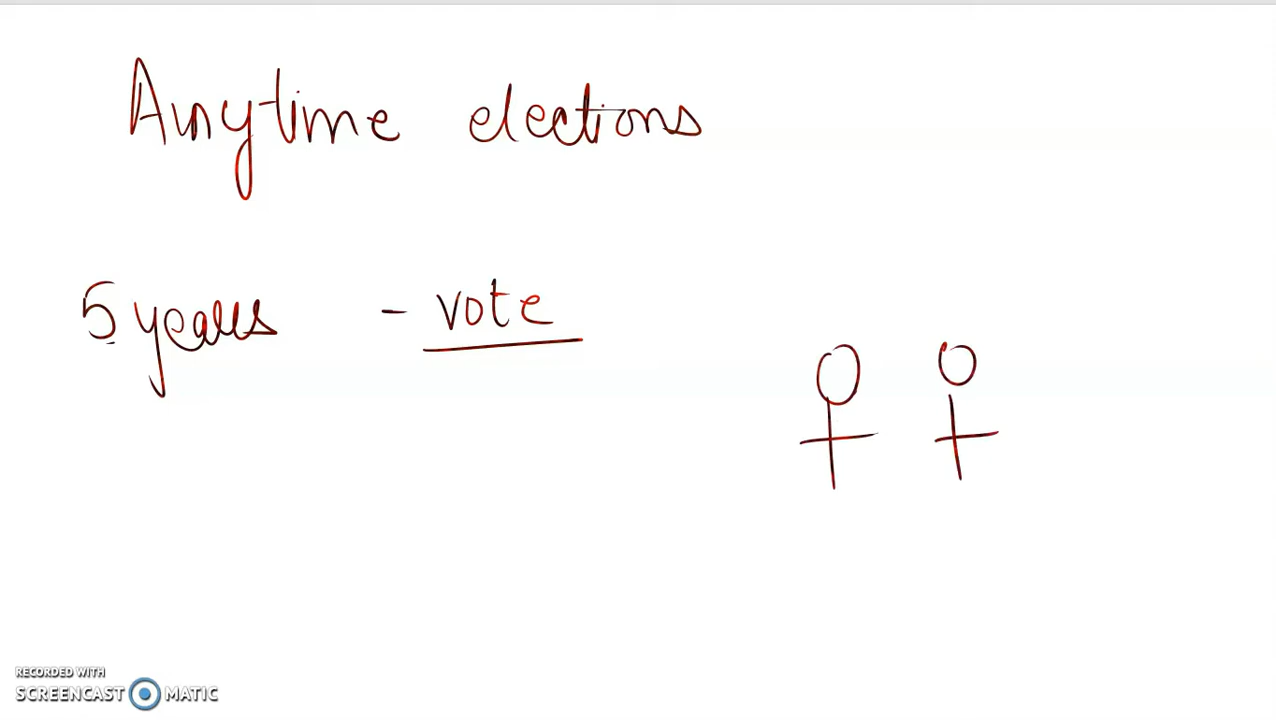 Anytime elections
5 years - vote
RECORDED WITH
SCREENCAST MATIC